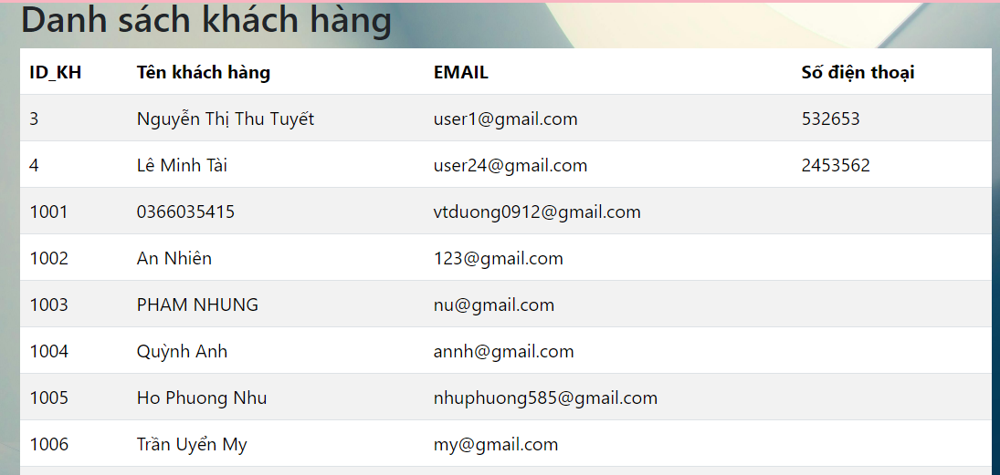 Danh sách khách hàng
ID_KH Tên khách hàng EMAIL Số điện thoại
3 Nguyễn Thị Thu Tuyết user1@gmail.com 532653
4 Lê Minh Tài user24@gmail.com 2453562
1001 0366035415 vtduong0912@gmail.com
1002 An Nhiên 123@gmail.com
1003 PHAM NHUNG nu@gmail.com
1004 Quỳnh Anh annh@gmail.com
1005 Ho Phuong Nhu nhuphuong585@gmail.com
1006 Trần Uyển My my@gmail.com